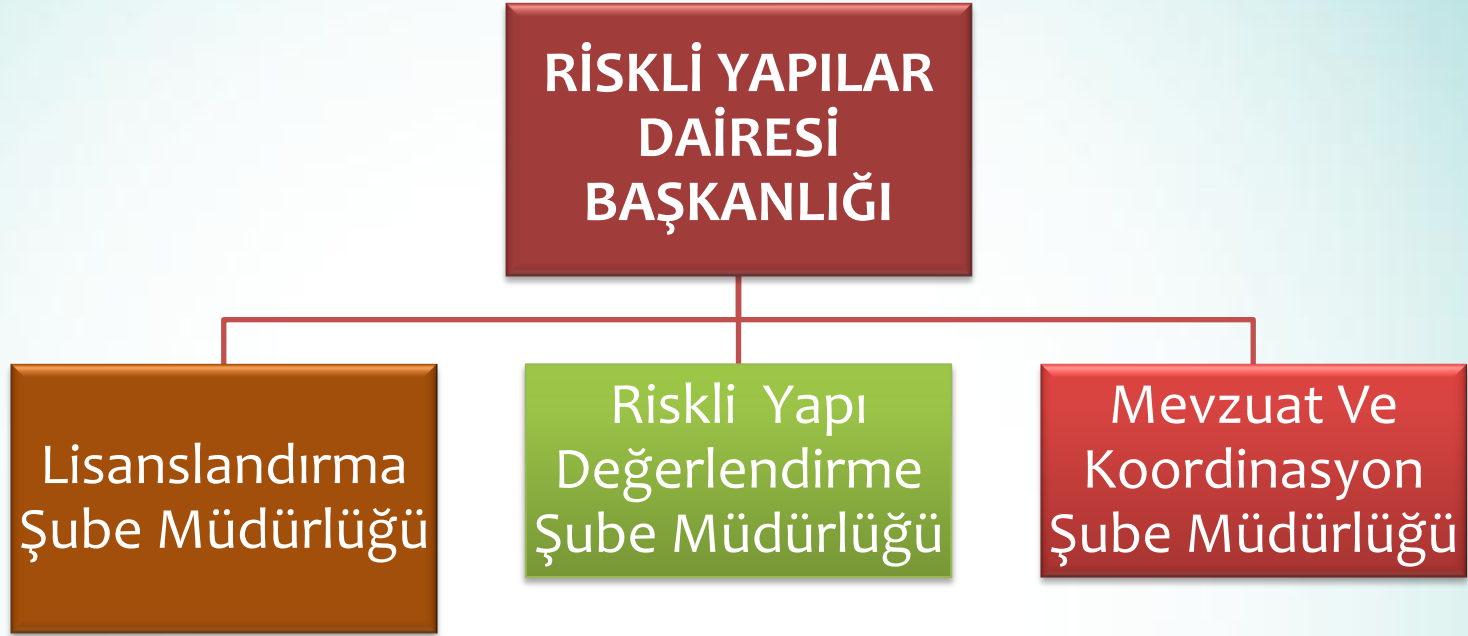 RİSKLİ YAPILAR
DAİRESİ
BAŞKANLIĞI
Lisanslandırma
Şube Müdürlüğü
Riskli Yapı
Değerlendirme
Şube Müdürlüğü
Mevzuat Ve
Koordinasyon
Şube Müdürlüğü